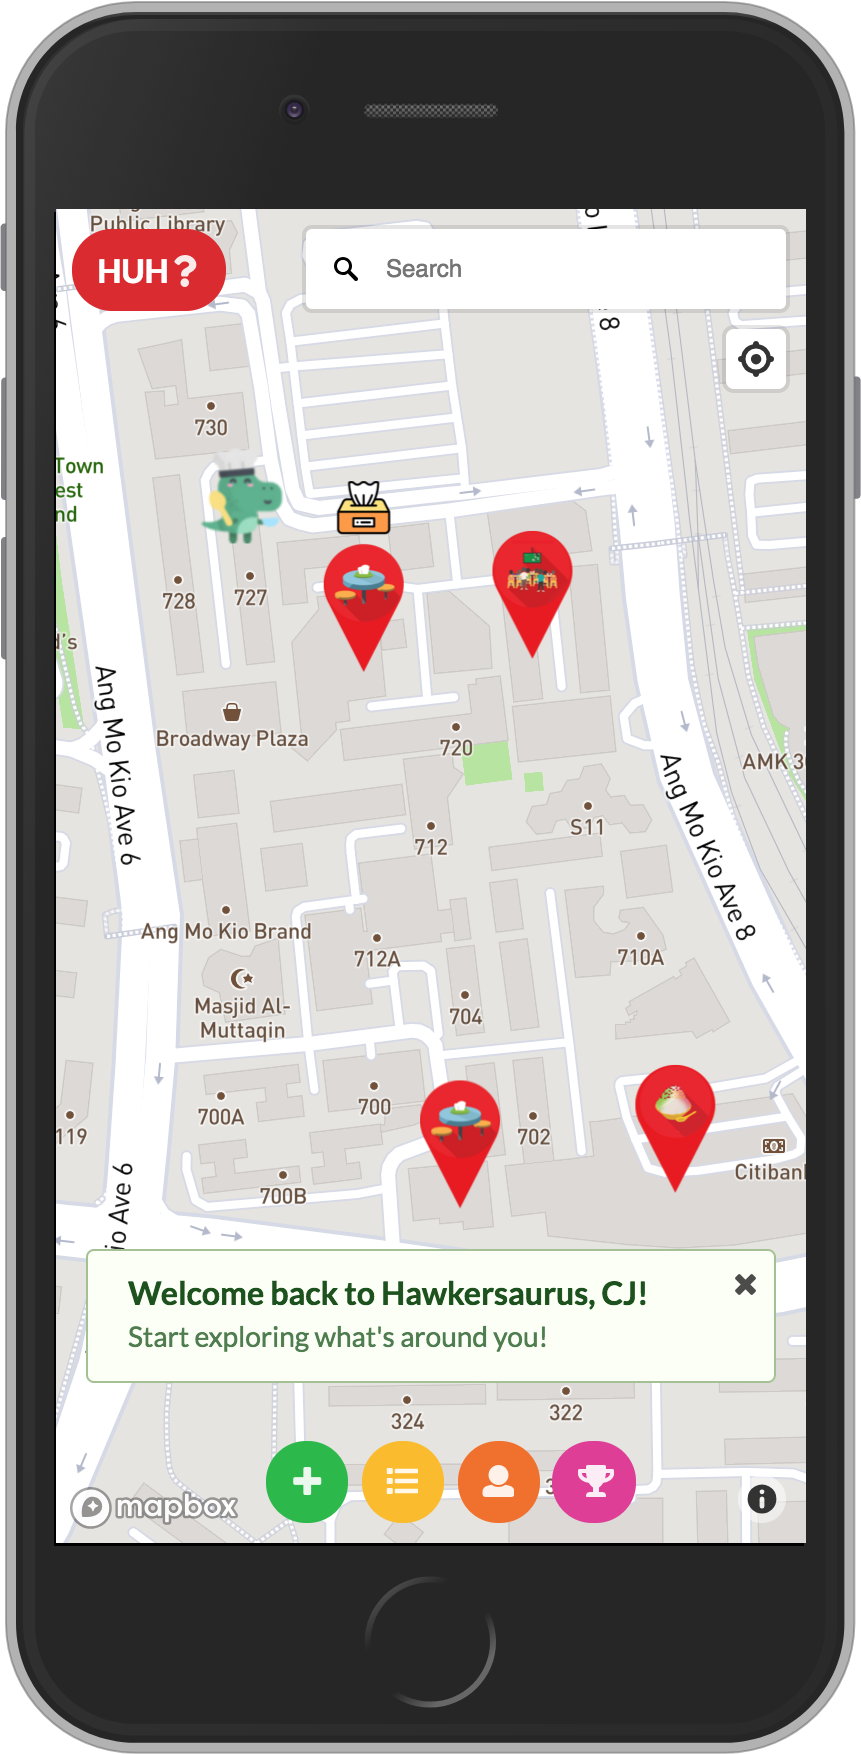 Public Library
HUH?
Search
8
730
Town
est
nd
728
727
d's
Ang Mo Kio Ave 6
Broadway Plaza
720
AMK 3
712
S11
Ang Mo Kio Ave 8
Ang Mo Kio Brand
712A
710A
Masjid Al-
Muttaqin
704
700A
700
119
702
Citiban
700B
io Ave 6
Welcome back to Hawkersaurus, CJ!
Start exploring what's around you!
324
322
3
mapbox